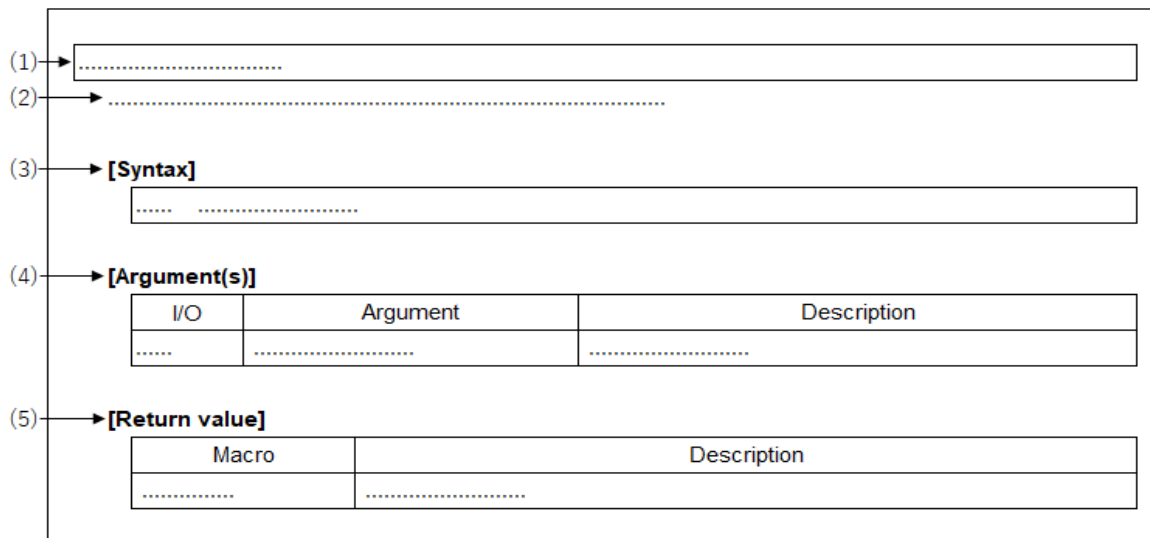 (1) ................................
(2) ........................................................................................
(3) [Syntax]
...... .........................
(4) [Argument(s)]
I/O Argument Description
...... ......................... .........................
(5) [Return value]
Macro Description
............... .........................